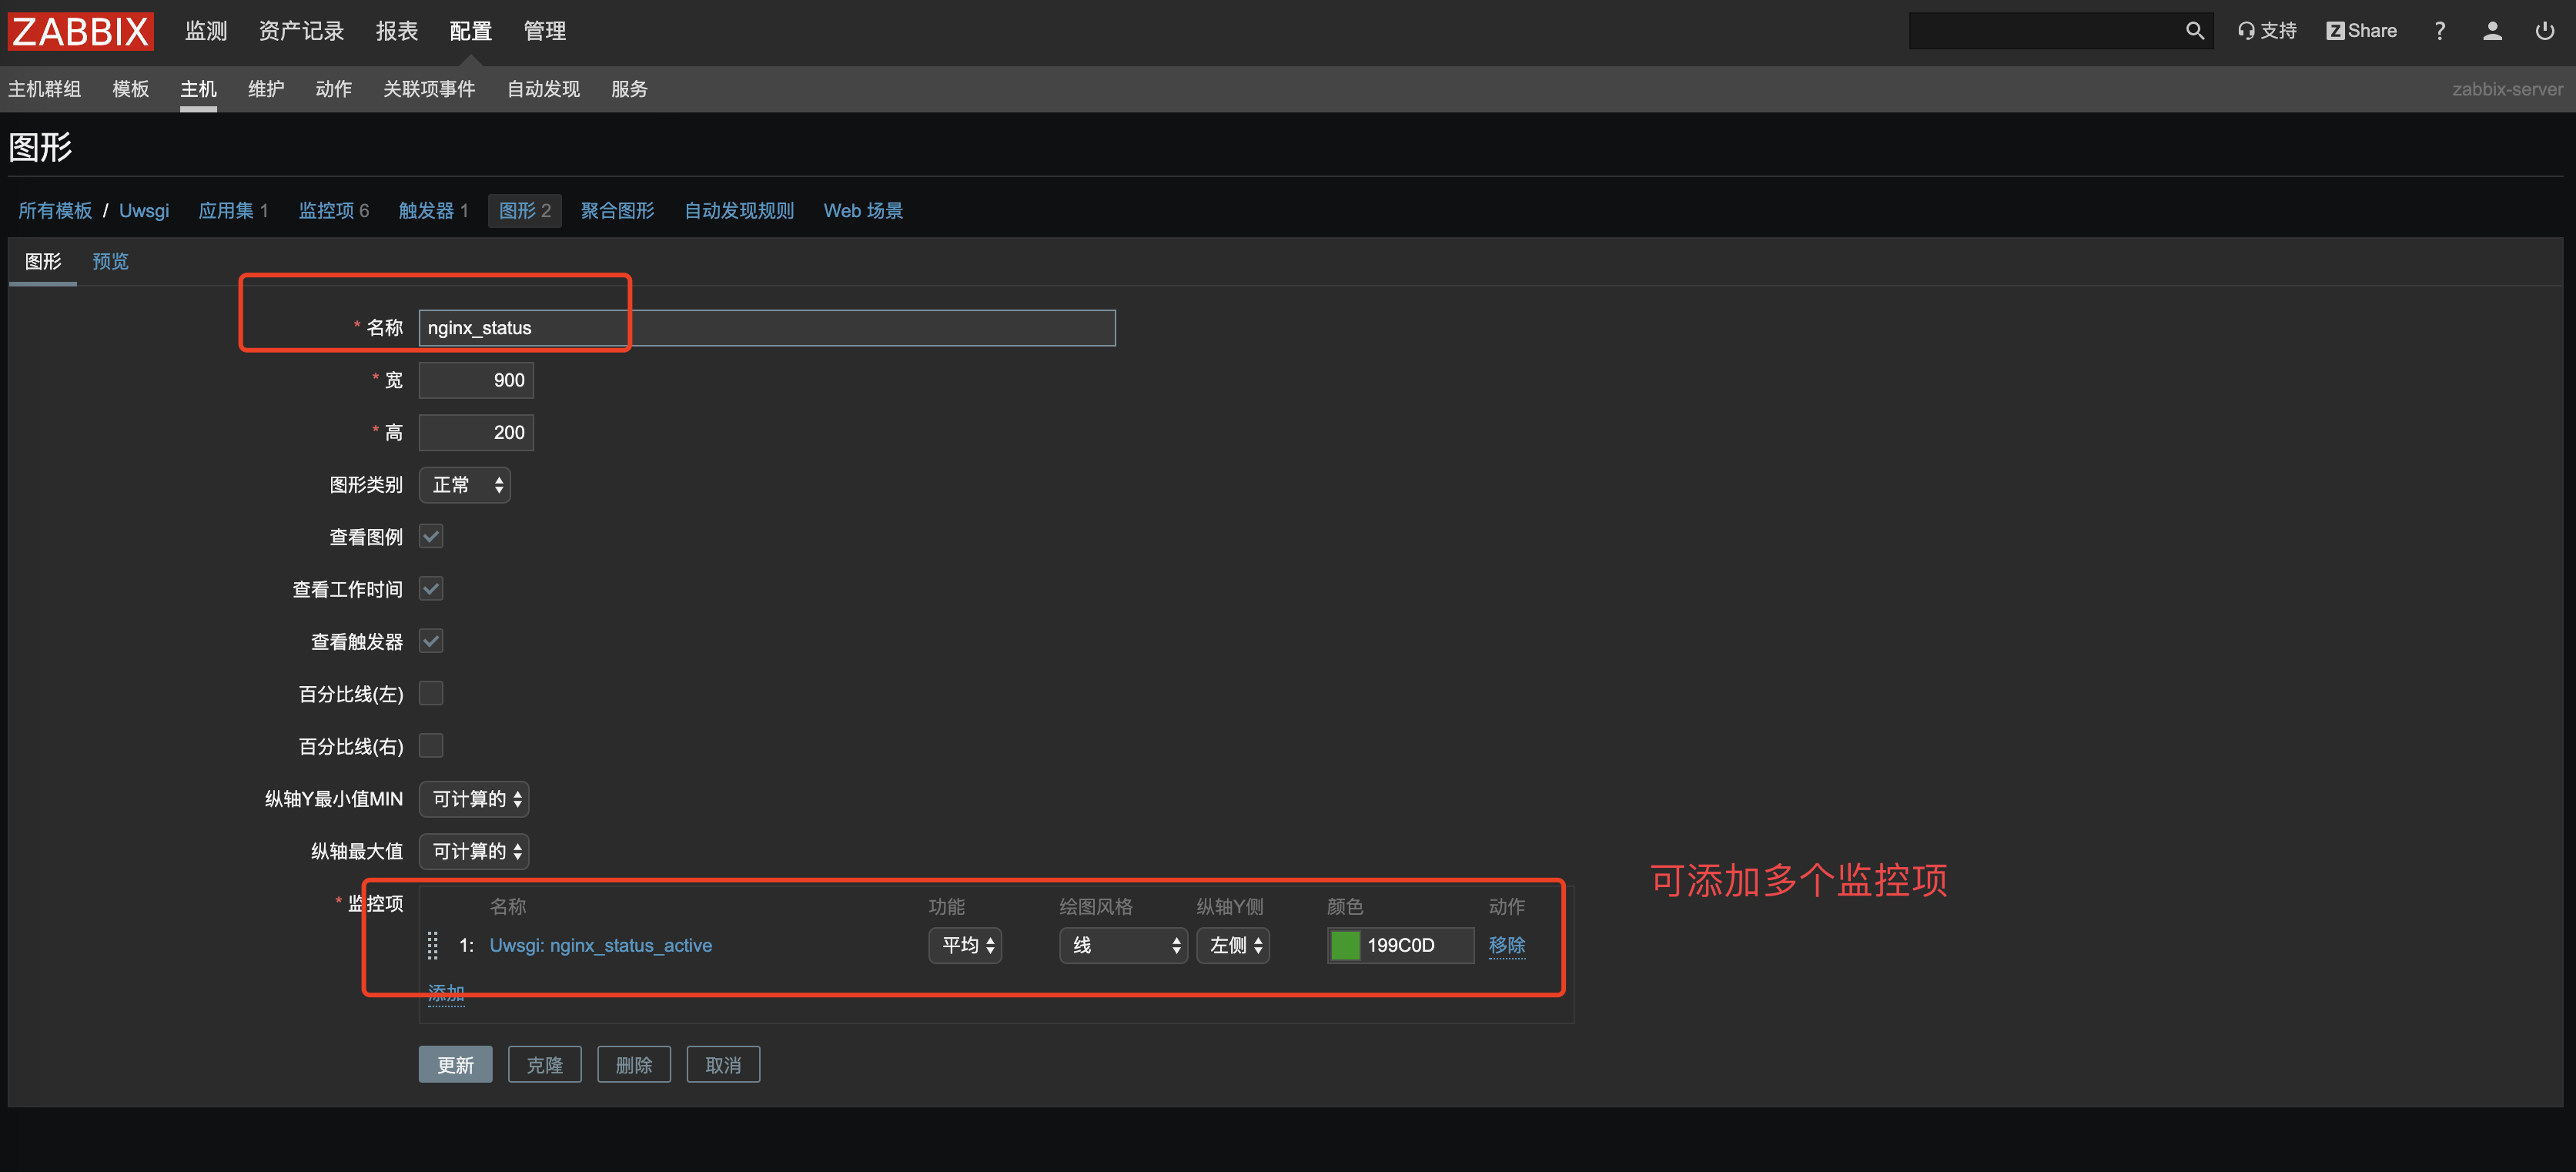 ZABBIX 监测 资产记录 报表 配置 管理 支持 Z Share ?
主机群组 模板 主机 维护 动作 关联项事件 自动发现 服务 zabbix-server
图形
所有模板 / Uwsgi 应用集 1 监控项 6 触发器 1 图形 2 聚合图形 自动发现规则 Web 场景
图形 预览
* 名称 nginx_status
* 宽 900
* 高 200
图形类别 正常
查看图例
查看工作时间
查看触发器
百分比线(左)
百分比线(右)
纵轴Y最小值MIN 可计算的
纵轴最大值 可计算的
可添加多个监控项
* 监控项 名称 功能 绘图风格 纵轴Y侧 颜色 动作
1: Uwsgi: nginx_status_active 平均 线 左侧 199C0D 移除
添加
更新 克隆 删除 取消